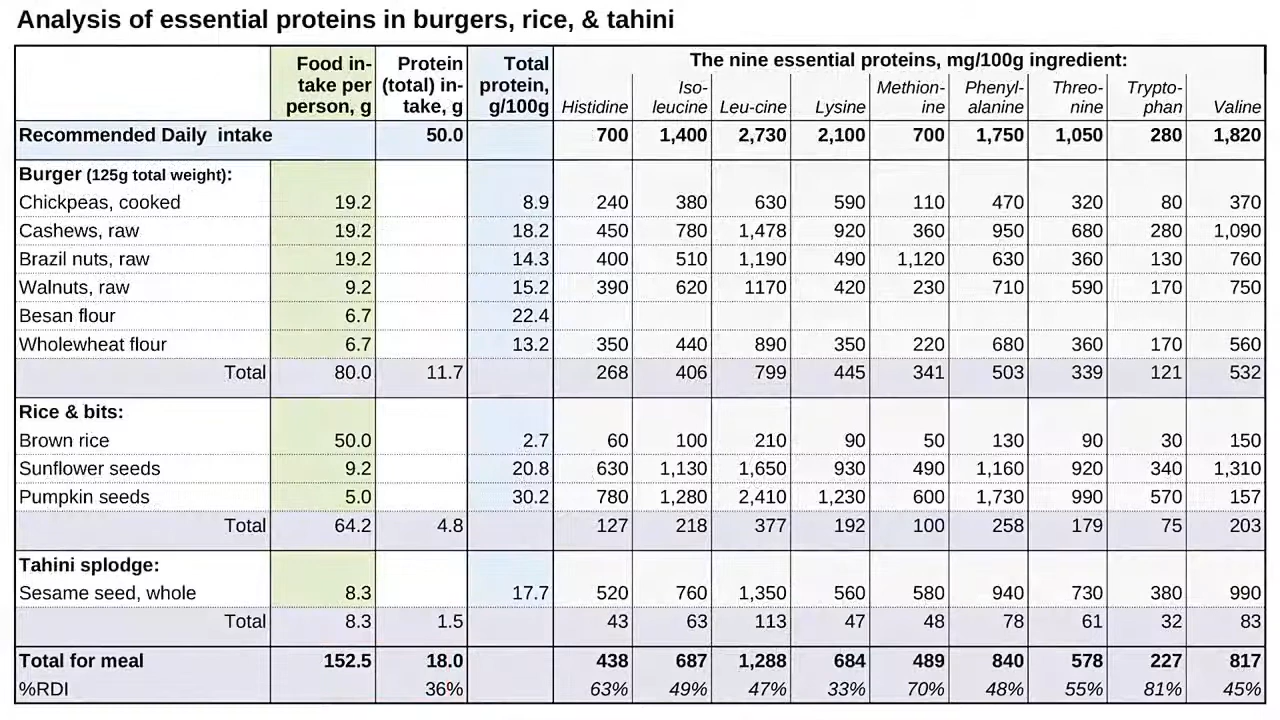 Analysis of essential proteins in burgers, rice, & tahini
Food in-take per person, g Protein (total) in-take, g Total protein, g/100g The nine essential proteins, mg/100g ingredient:
Histidine Iso-leucine Leu-cine Lysine Methion-ine Phenyl-alanine Threo-nine Trypto-phan Valine
Recommended Daily intake 50.0 700 1,400 2,730 2,100 700 1,750 1,050 280 1,820
Burger (125g total weight):
Chickpeas, cooked 19.2 8.9 240 380 630 590 110 470 320 80 370
Cashews, raw 19.2 18.2 450 780 1,478 920 360 950 680 280 1,090
Brazil nuts, raw 19.2 14.3 400 510 1,190 490 1,120 630 360 130 760
Walnuts, raw 9.2 15.2 390 620 1170 420 230 710 590 170 750
Besan flour 6.7 22.4
Wholewheat flour 6.7 13.2 350 440 890 350 220 680 360 170 560
Total 80.0 11.7 268 406 799 445 341 503 339 121 532
Rice & bits:
Brown rice 50.0 2.7 60 100 210 90 50 130 90 30 150
Sunflower seeds 9.2 20.8 630 1,130 1,650 930 490 1,160 920 340 1,310
Pumpkin seeds 5.0 30.2 780 1,280 2,410 1,230 600 1,730 990 570 157
Total 64.2 4.8 127 218 377 192 100 258 179 75 203
Tahini splodge:
Sesame seed, whole 8.3 17.7 520 760 1,350 560 580 940 730 380 990
Total 8.3 1.5 43 63 113 47 48 78 61 32 83
Total for meal 152.5 18.0 438 687 1,288 684 489 840 578 227 817
%RDI 36% 63% 49% 47% 33% 70% 48% 55% 81% 45%